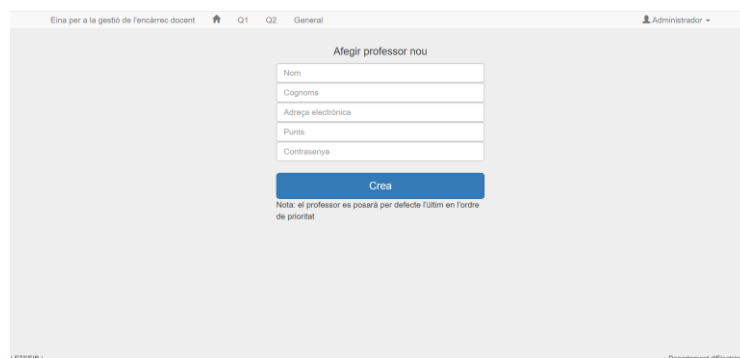 Eina per a la gestió de l'encàrrec docent Q1 Q2 General Administrador
Afegir professor nou
Nom
Cognoms
Adreça electrònica
Punts
Contrasenya
Crea
Nota: el professor es posarà per defecte l'últim en l'ordre
de prioritat